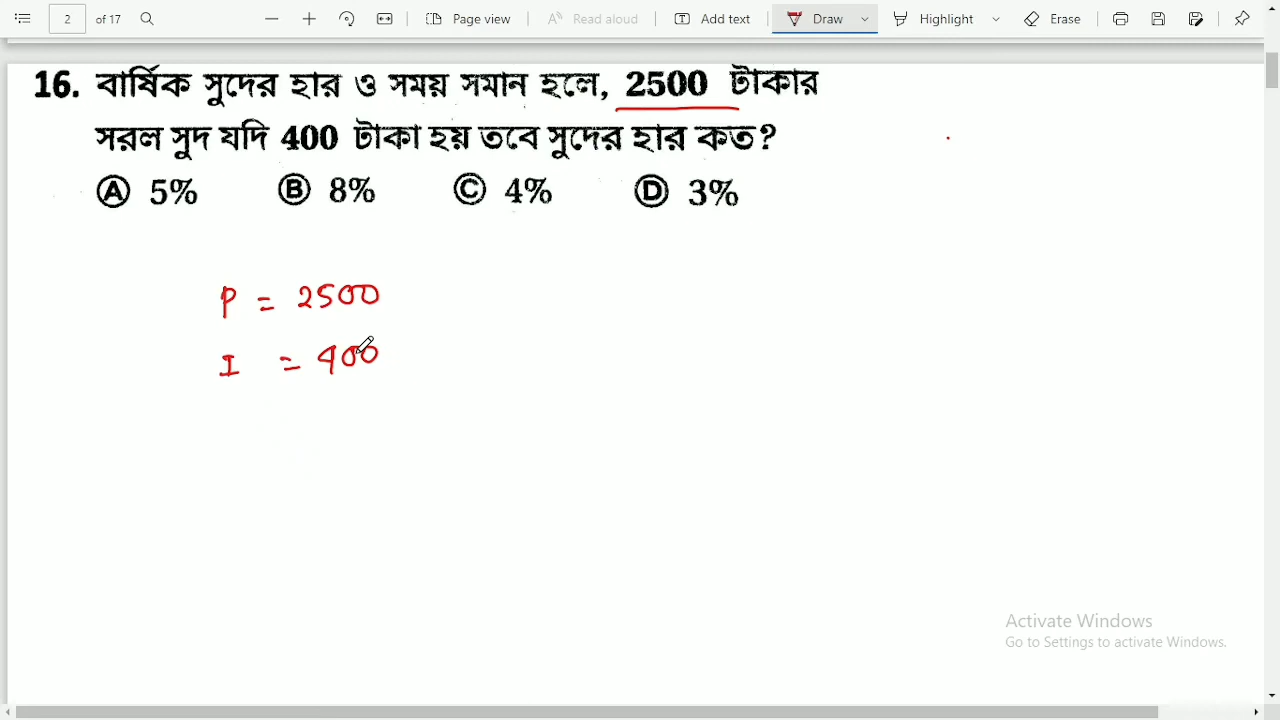 2 of 17 Page view Read aloud Add text Draw Highlight Erase
16. বার্ষিক সুদের হার ও সময় সমান হলে, 2500 টাকার
সরল সুদ যদি 400 টাকা হয় তবে সুদের হার কত?
A 5% B 8% C 4% D 3%
P = 2500
I = 400
Activate Windows
Go to Settings to activate Windows.